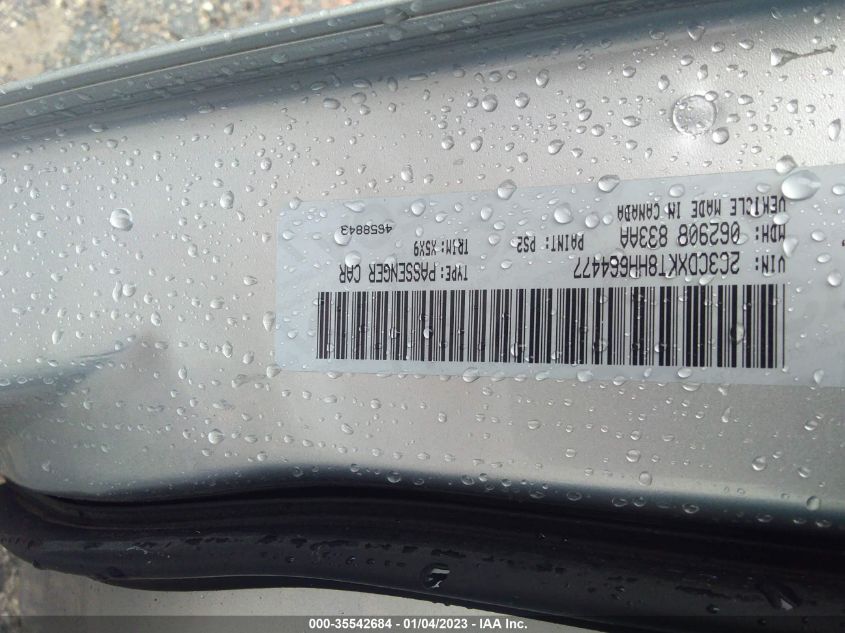 VEHICLE MADE IN CANADA
MDH: 062908 833AA PAINT: PS2 4658843
VIN: 2C3CDXKT8HH664477 TYPE: PASSENGER CAR TRIM: X5X9
000-35542684 - 01/04/2023 - IAA Inc.